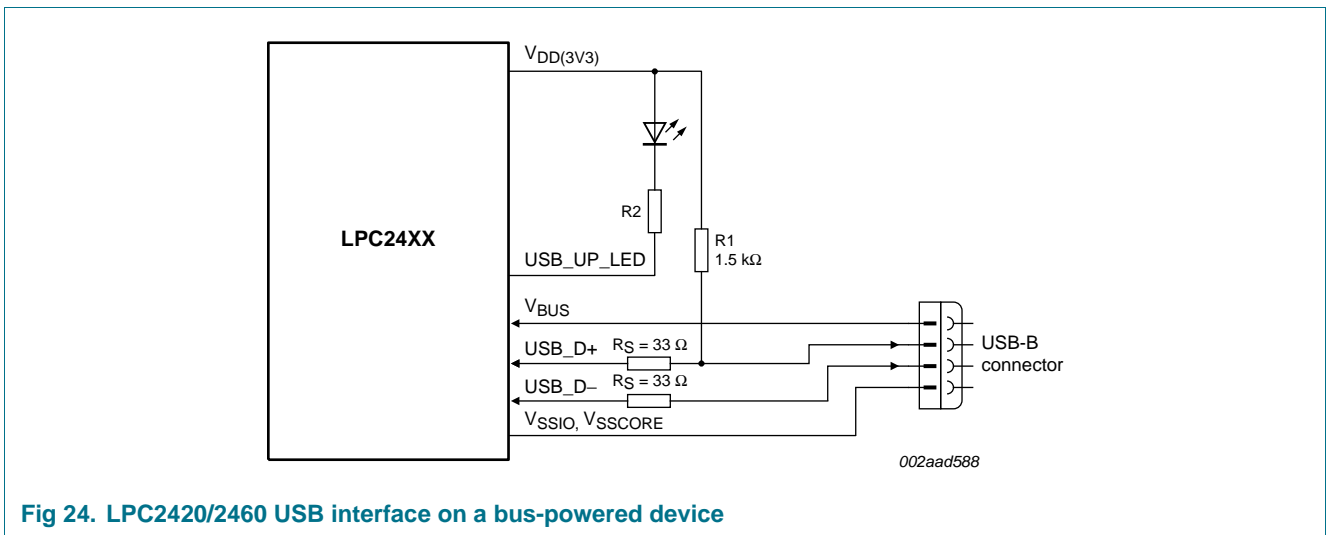 VDD(3V3)
R2
LPC24XX
R1
1.5 kΩ
USB_UP_LED
VBUS
USB_D+ RS = 33 Ω
USB_D− RS = 33 Ω
VSSIO, VSSCORE
USB-B
connector
002aad588
Fig 24. LPC2420/2460 USB interface on a bus-powered device